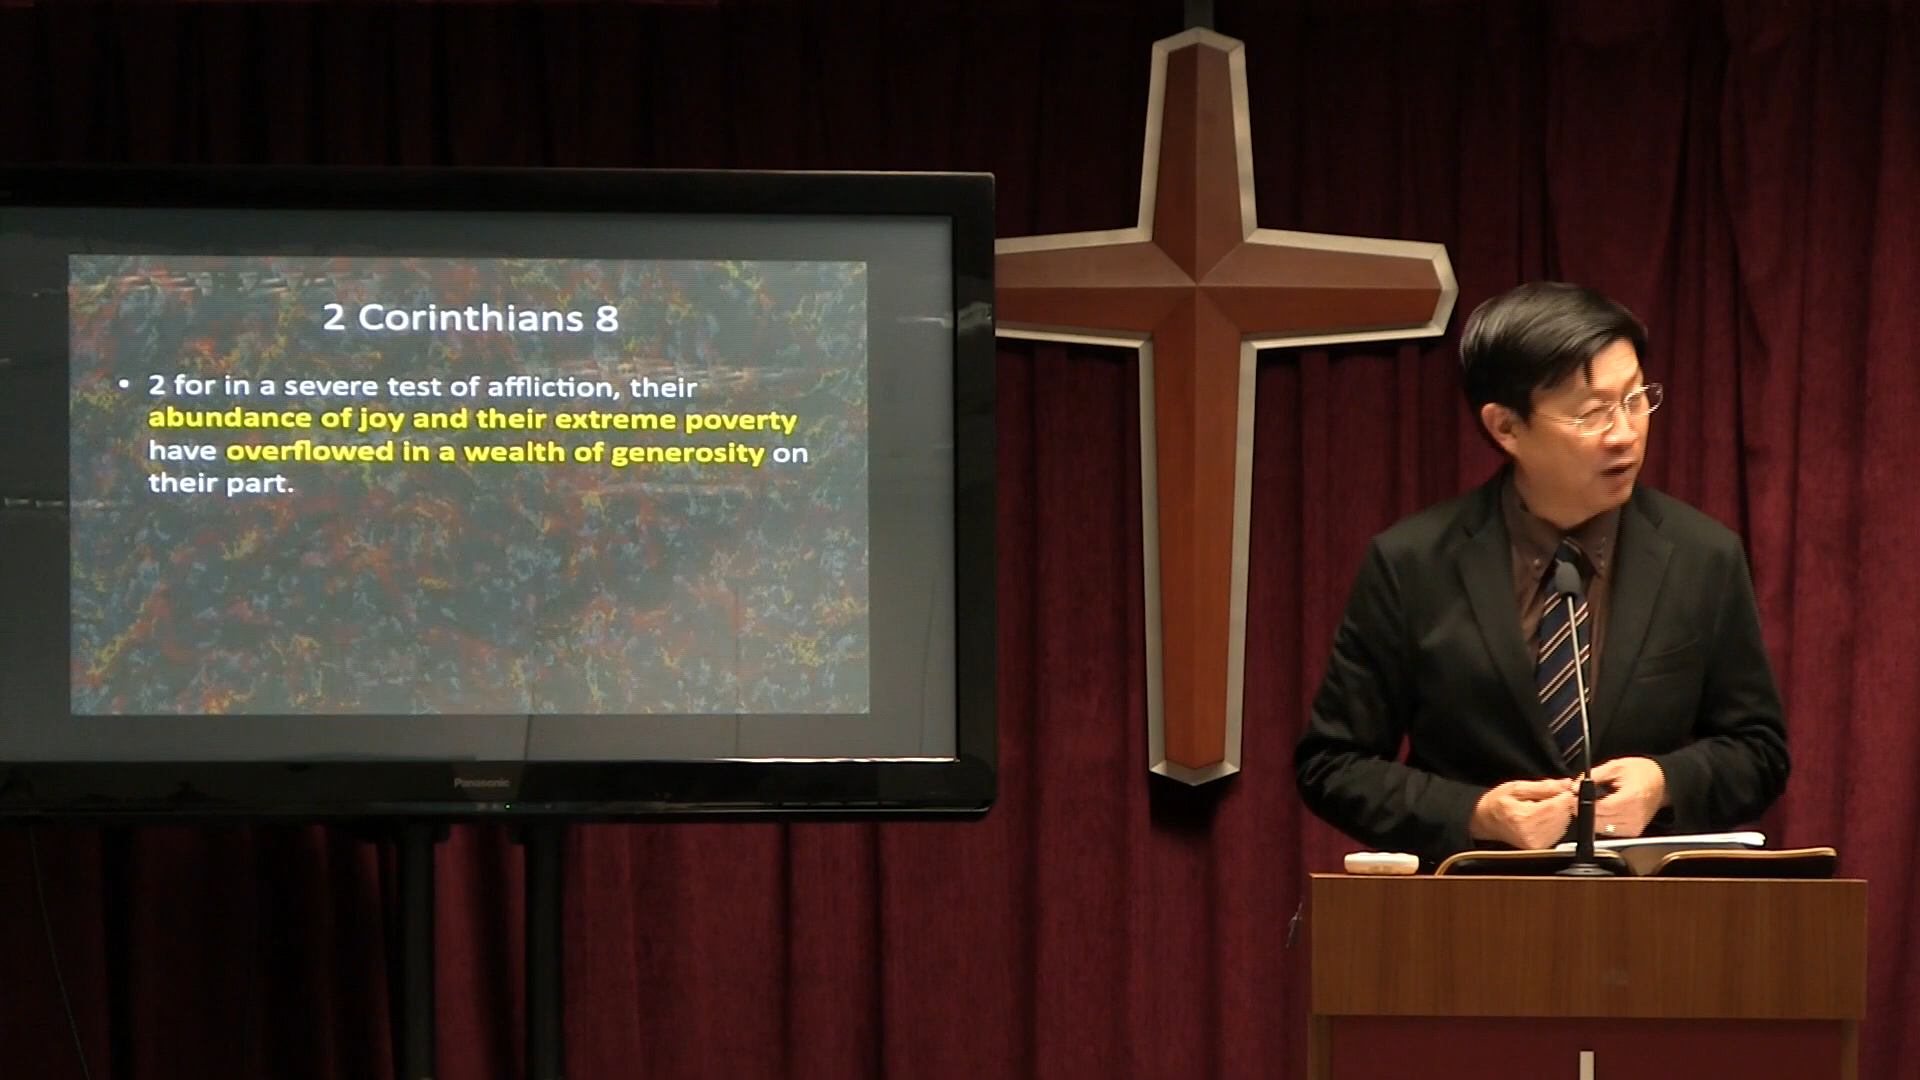 2 Corinthians 8
• 2 for in a severe test of affliction, their
abundance of joy and their extreme poverty
have overflowed in a wealth of generosity on
their part.
Panasonic